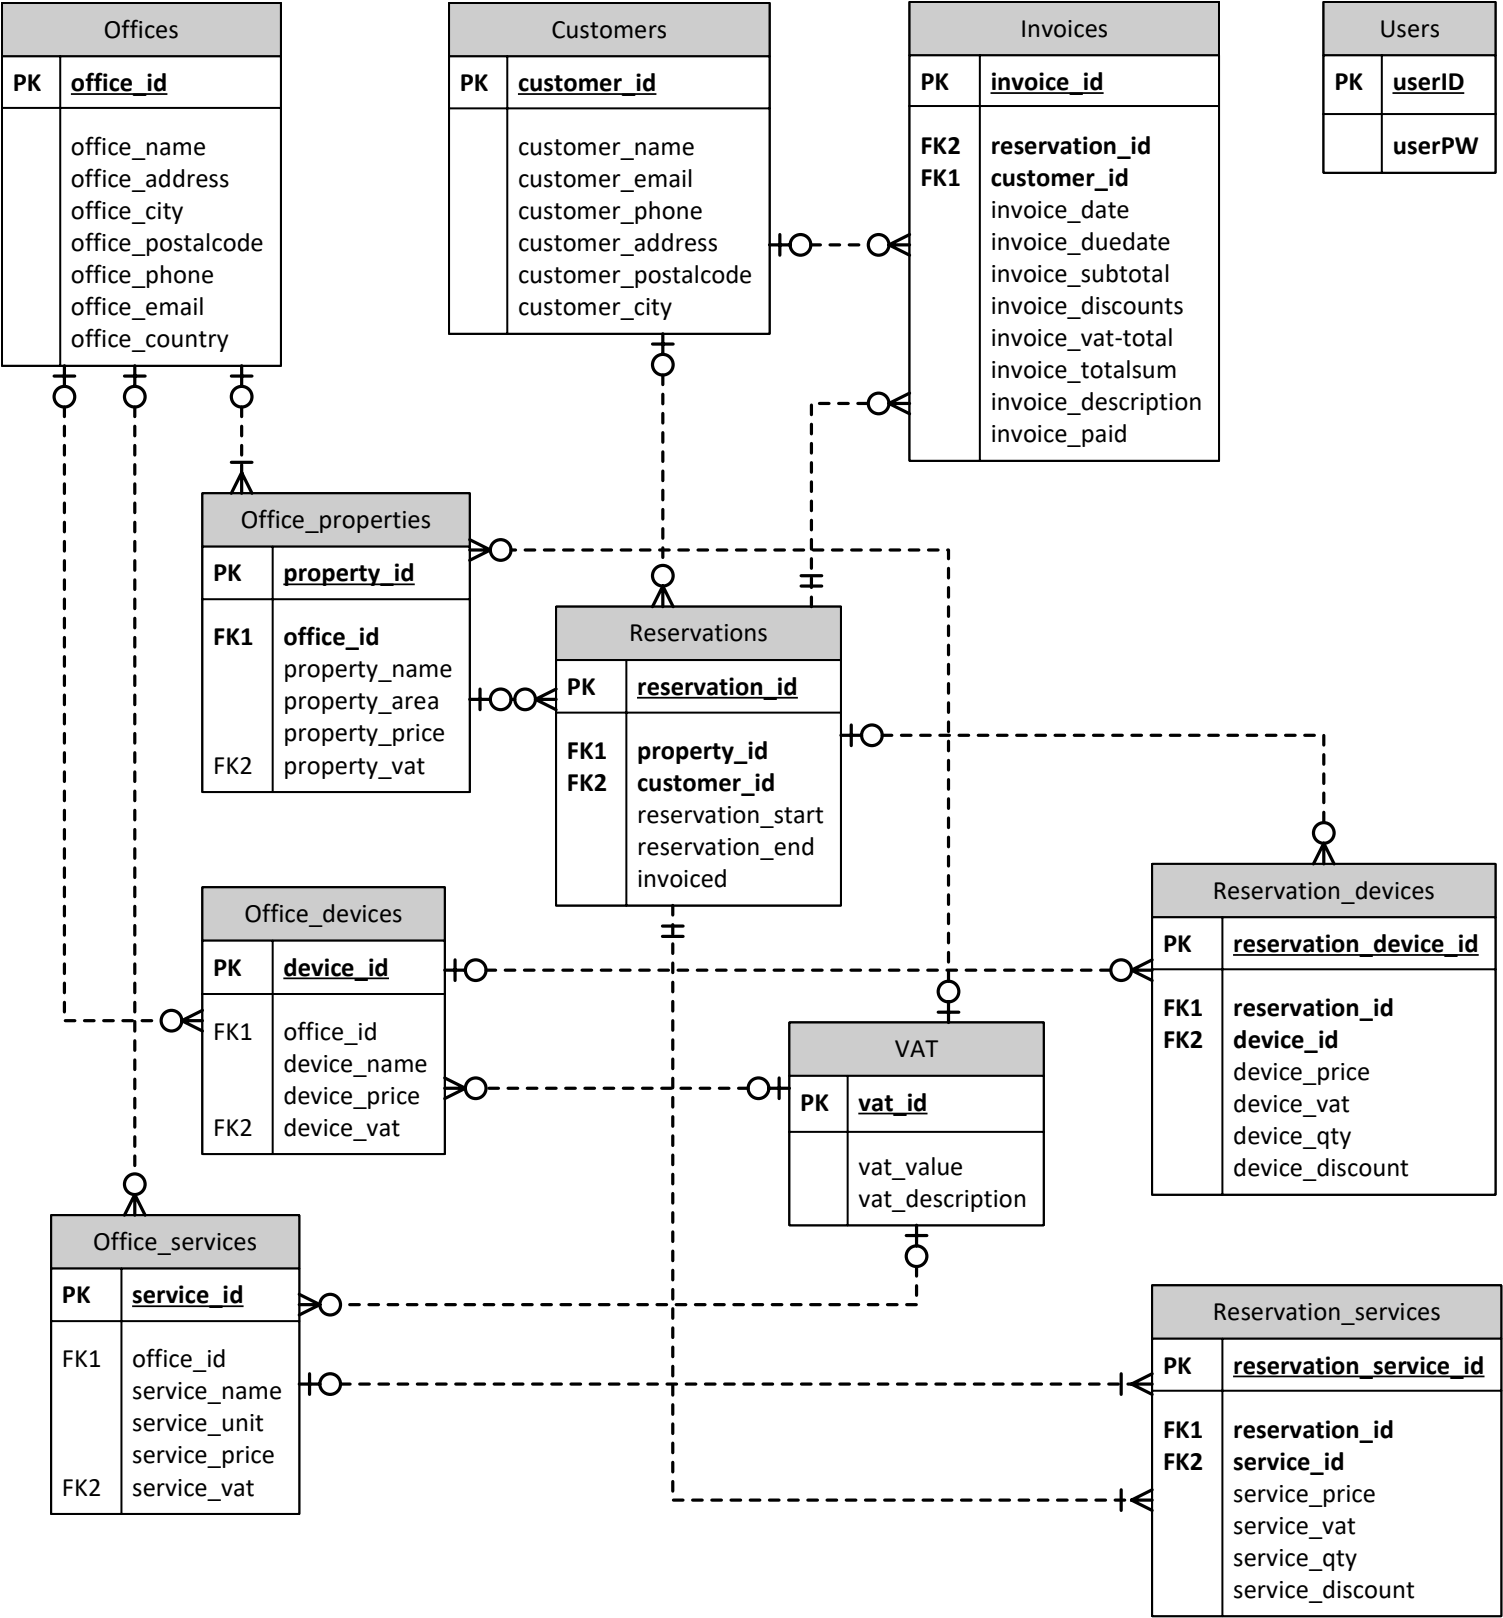 Offices
PK office_id
office_name
office_address
office_city
office_postalcode
office_phone
office_email
office_country
Customers
PK customer_id
customer_name
customer_email
customer_phone
customer_address
customer_postalcode
customer_city
Invoices
PK invoice_id
FK2 reservation_id
FK1 customer_id
invoice_date
invoice_duedate
invoice_subtotal
invoice_discounts
invoice_vat-total
invoice_totalsum
invoice_description
invoice_paid
Users
PK userID
userPW
Office_properties
PK property_id
FK1 office_id
property_name
property_area
property_price
FK2 property_vat
Reservations
PK reservation_id
FK1 property_id
FK2 customer_id
reservation_start
reservation_end
invoiced
Office_devices
PK device_id
FK1 office_id
device_name
device_price
FK2 device_vat
Reservation_devices
PK reservation_device_id
FK1 reservation_id
FK2 device_id
device_price
device_vat
device_qty
device_discount
VAT
PK vat_id
vat_value
vat_description
Office_services
PK service_id
FK1 office_id
service_name
service_unit
service_price
FK2 service_vat
Reservation_services
PK reservation_service_id
FK1 reservation_id
FK2 service_id
service_price
service_vat
service_qty
service_discount